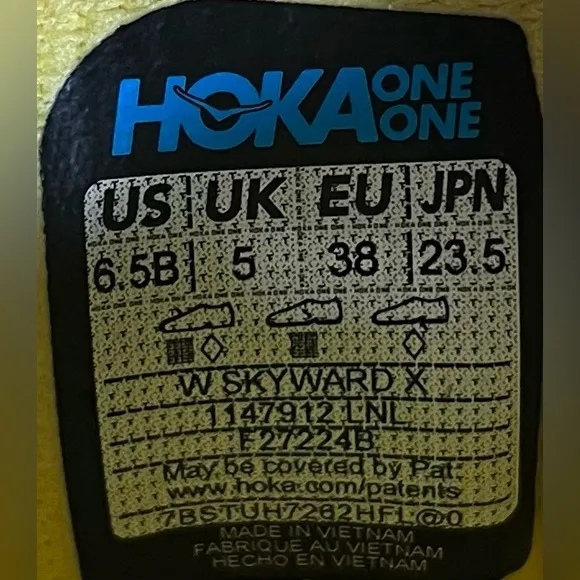 HOKA ONE ONE
US UK EU JPN
6.5B 5 38 23.5
W SKYWARD X
1147912 LNL
F27224B
May be covered by Pat:
www.hoka.com/patents
7BSTUH7262HFL@0
MADE IN VIETNAM
FABRIQUE AU VIETNAM
HECHO EN VIETNAM